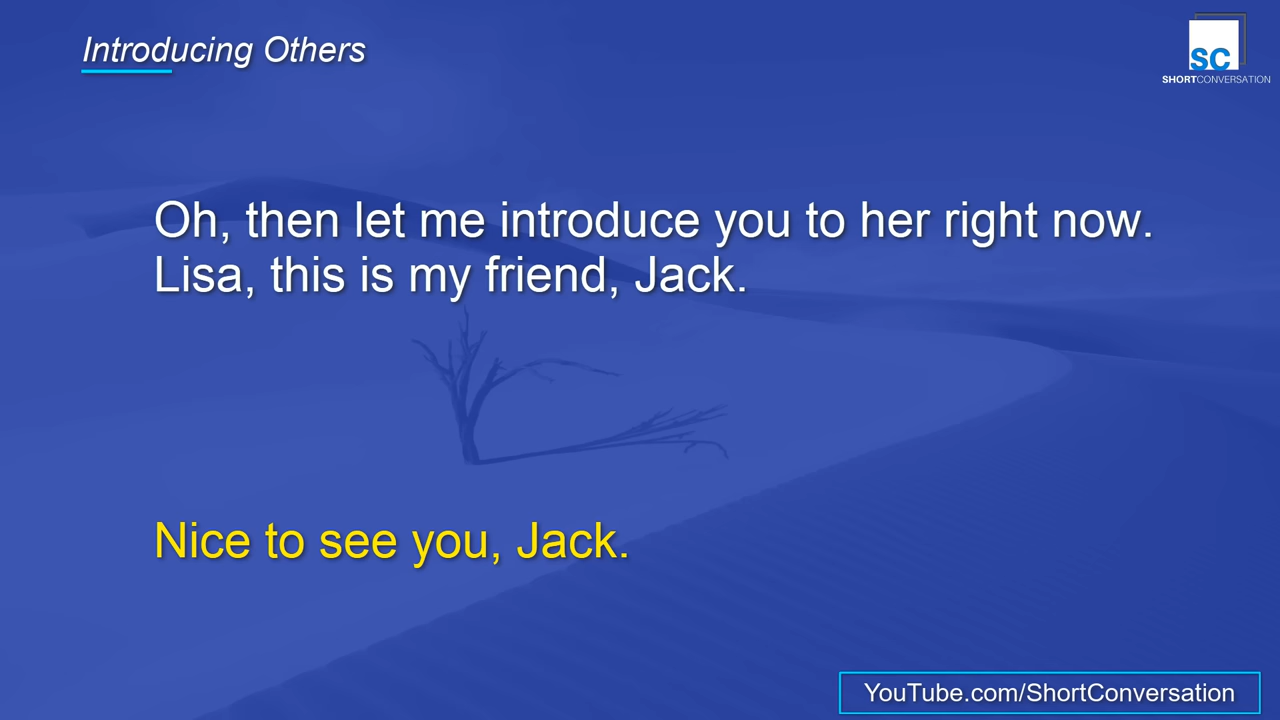 Introducing Others
SC
SHORTCONVERSATION
Oh, then let me introduce you to her right now.
Lisa, this is my friend, Jack.
Nice to see you, Jack.
YouTube.com/ShortConversation